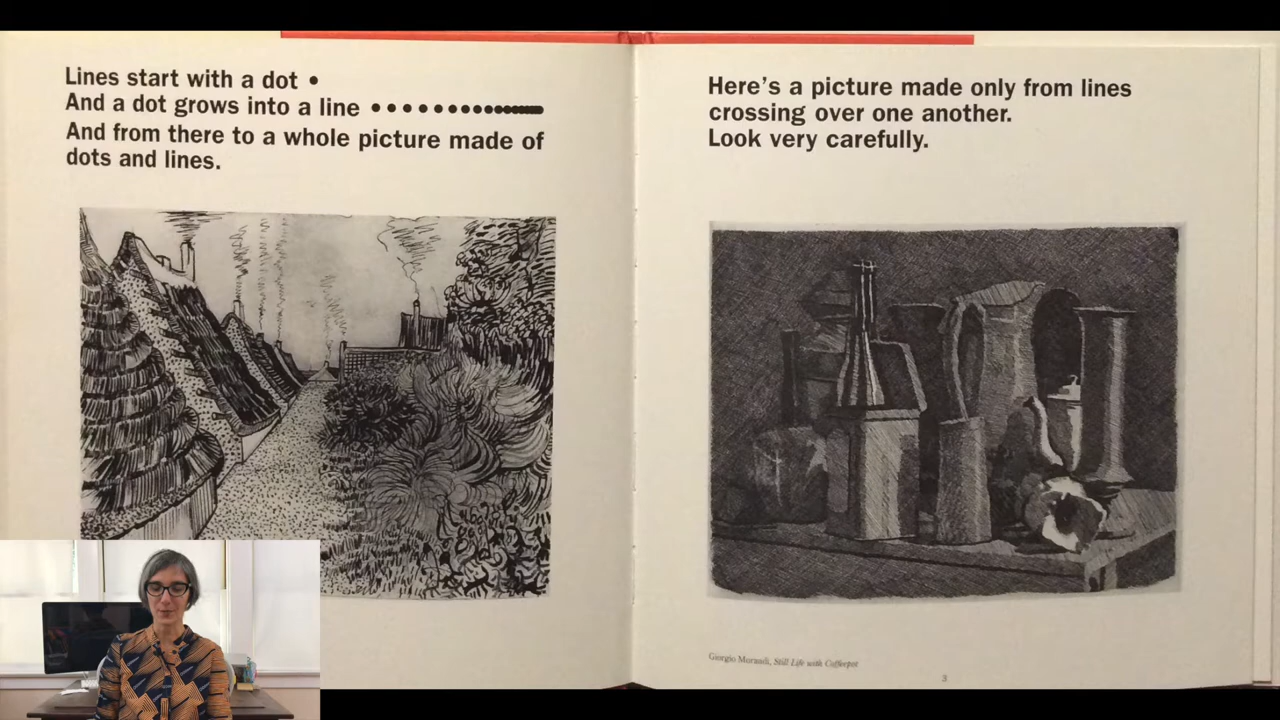 Lines start with a dot
And a dot grows into a line
And from there to a whole picture made of
dots and lines.
Here's a picture made only from lines
crossing over one another.
Look very carefully.
Giorgio Morandi, Still Life with Coffeepot
3